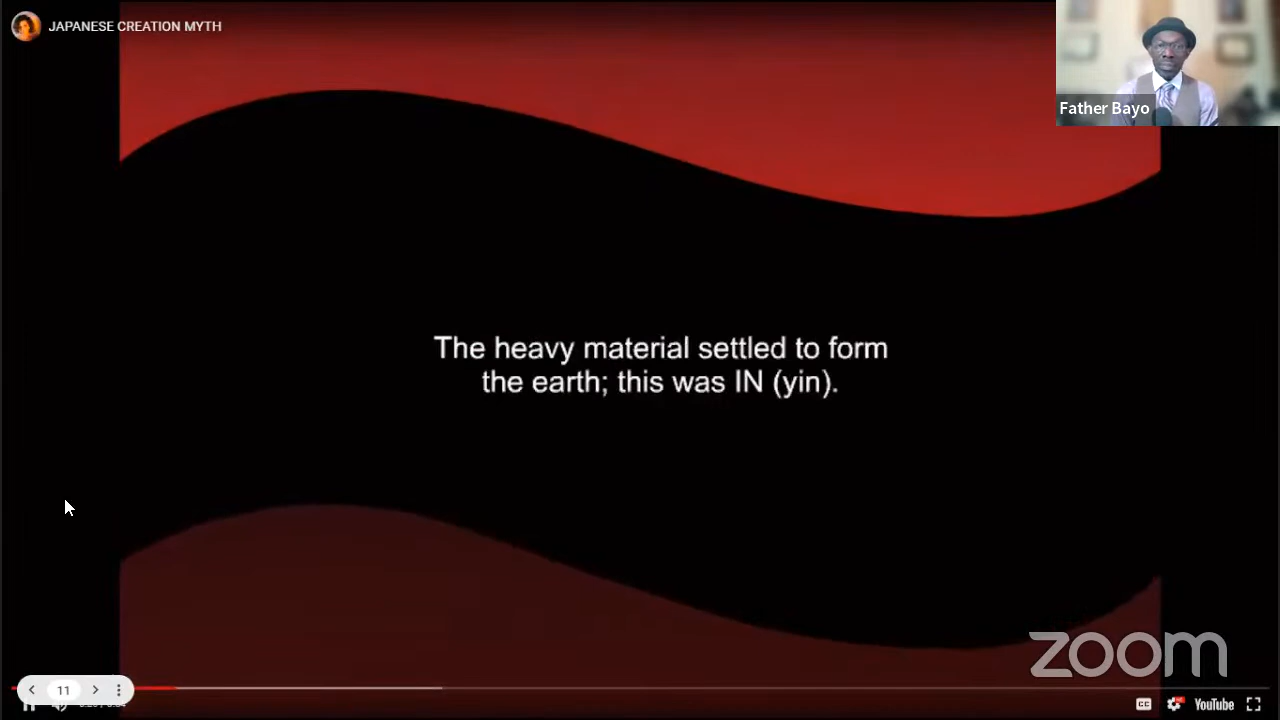 JAPANESE CREATION MYTH
Father Bayo
The heavy material settled to form
the earth; this was IN (yin).
zoom
11
CC
YouTube